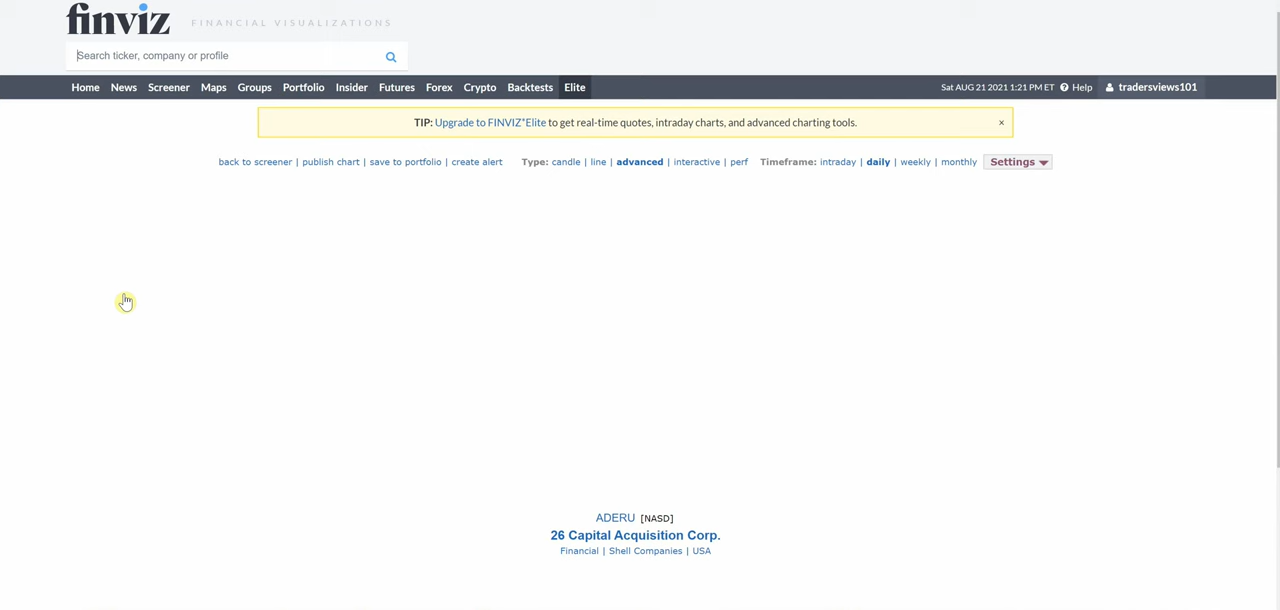 finviz FINANCIAL VISUALIZATIONS
Search ticker, company or profile
Home News Screener Maps Groups Portfolio Insider Futures Forex Crypto Backtests Elite Sat AUG 21 2021 1:21 PM ET Help tradersviews101
TIP: Upgrade to FINVIZ*Elite to get real-time quotes, intraday charts, and advanced charting tools. ×
back to screener | publish chart | save to portfolio | create alert Type: candle | line | advanced | interactive | perf Timeframe: intraday | daily | weekly | monthly Settings
ADERU [NASD]
26 Capital Acquisition Corp.
Financial | Shell Companies | USA